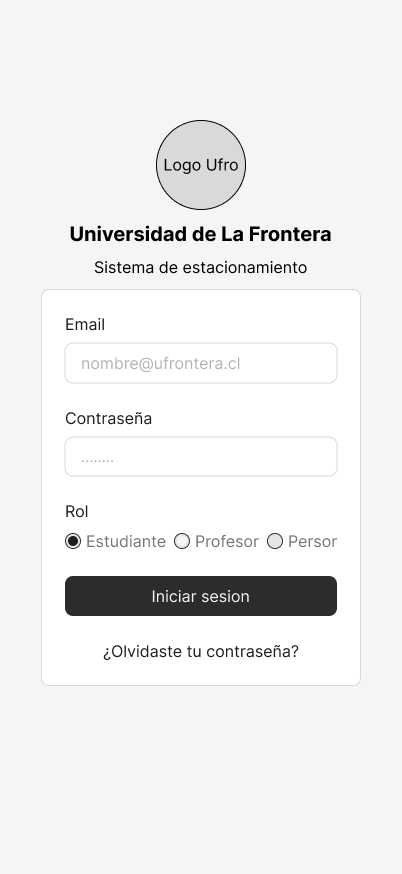 Logo Ufro
Universidad de La Frontera
Sistema de estacionamiento
Email
nombre@ufrontera.cl
Contraseña
........
Rol
Estudiante Profesor Persor
Iniciar sesion
¿Olvidaste tu contraseña?